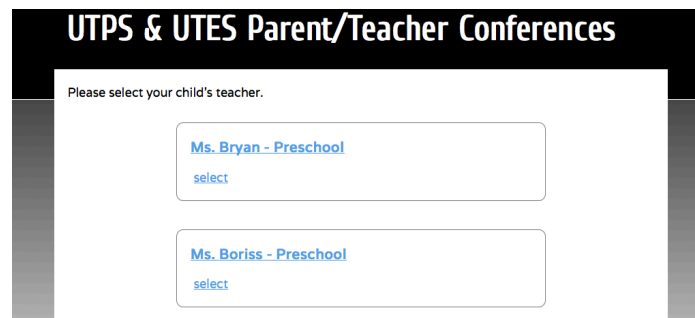 UTPS & UTES Parent/Teacher Conferences
Please select your child's teacher.
Ms. Bryan - Preschool
select
Ms. Boriss - Preschool
select